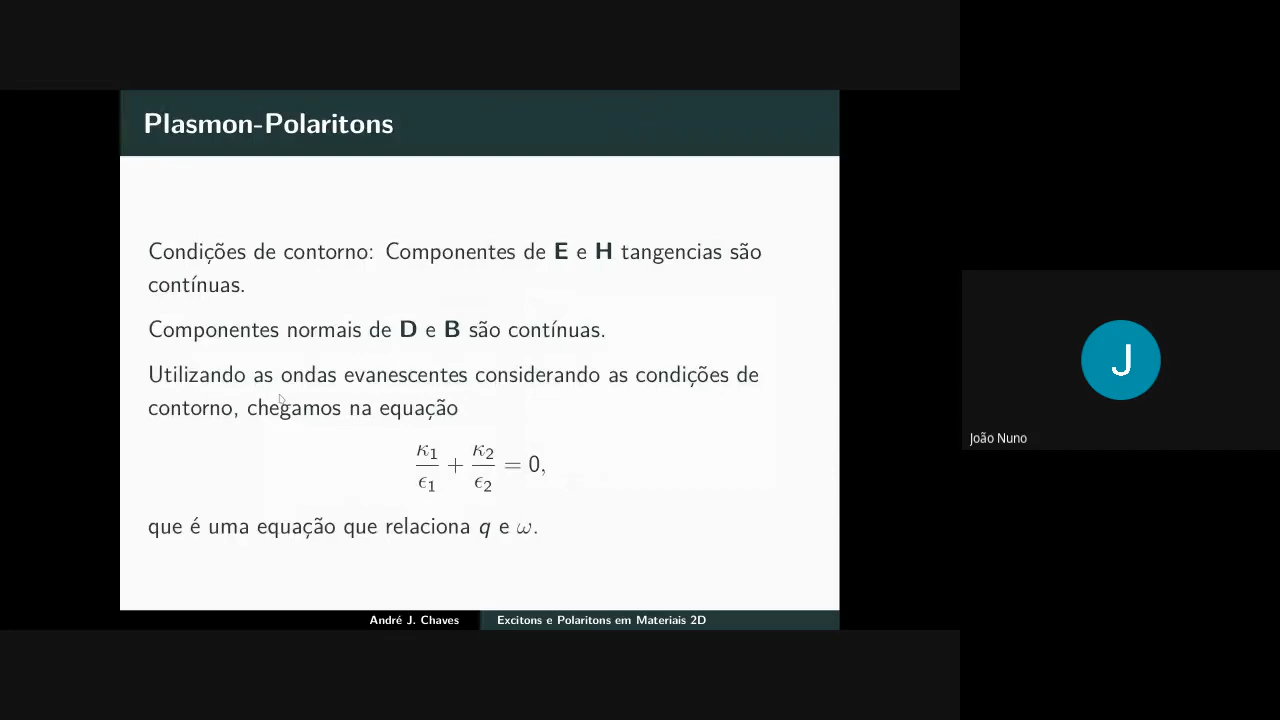 Plasmon-Polaritons
Condições de contorno: Componentes de E e H tangencias são
contínuas.
Componentes normais de D e B são contínuas.
Utilizando as ondas evanescentes considerando as condições de
contorno, chegamos na equação
κ₁/ϵ₁ + κ₂/ϵ₂ = 0,
que é uma equação que relaciona q e ω.
André J. Chaves
Excitons e Polaritons em Materiais 2D
J
João Nuno